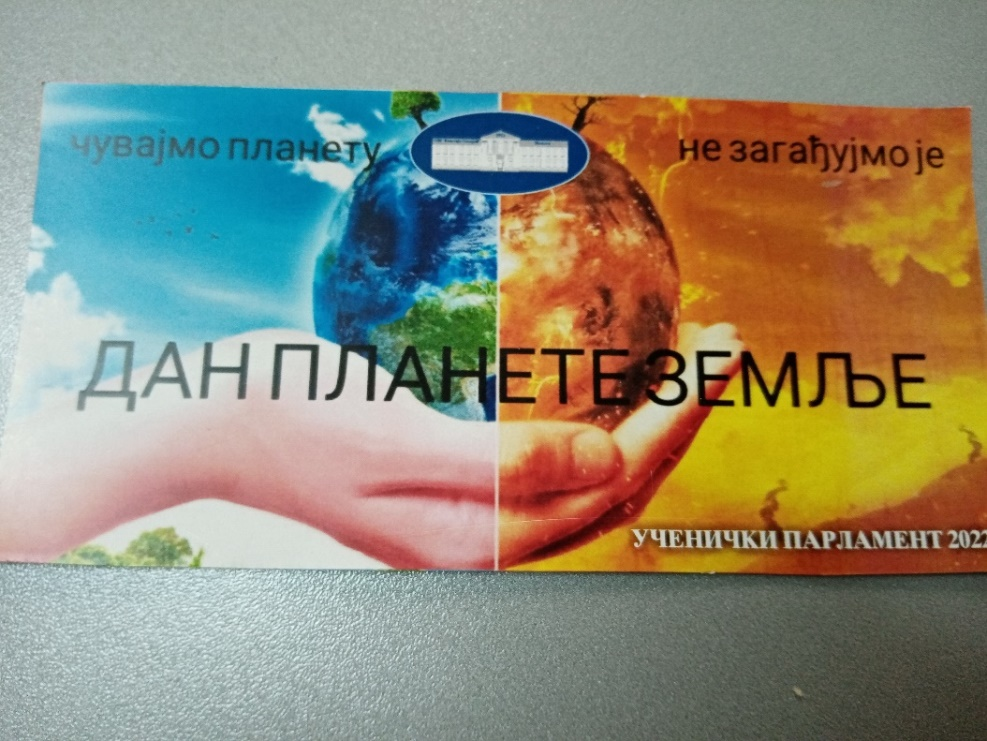 чувајмо планету
не загађујмо је
ДАН ПЛАНЕТЕ ЗЕМЉЕ
УЧЕНИЧКИ ПАРЛАМЕНТ 2022